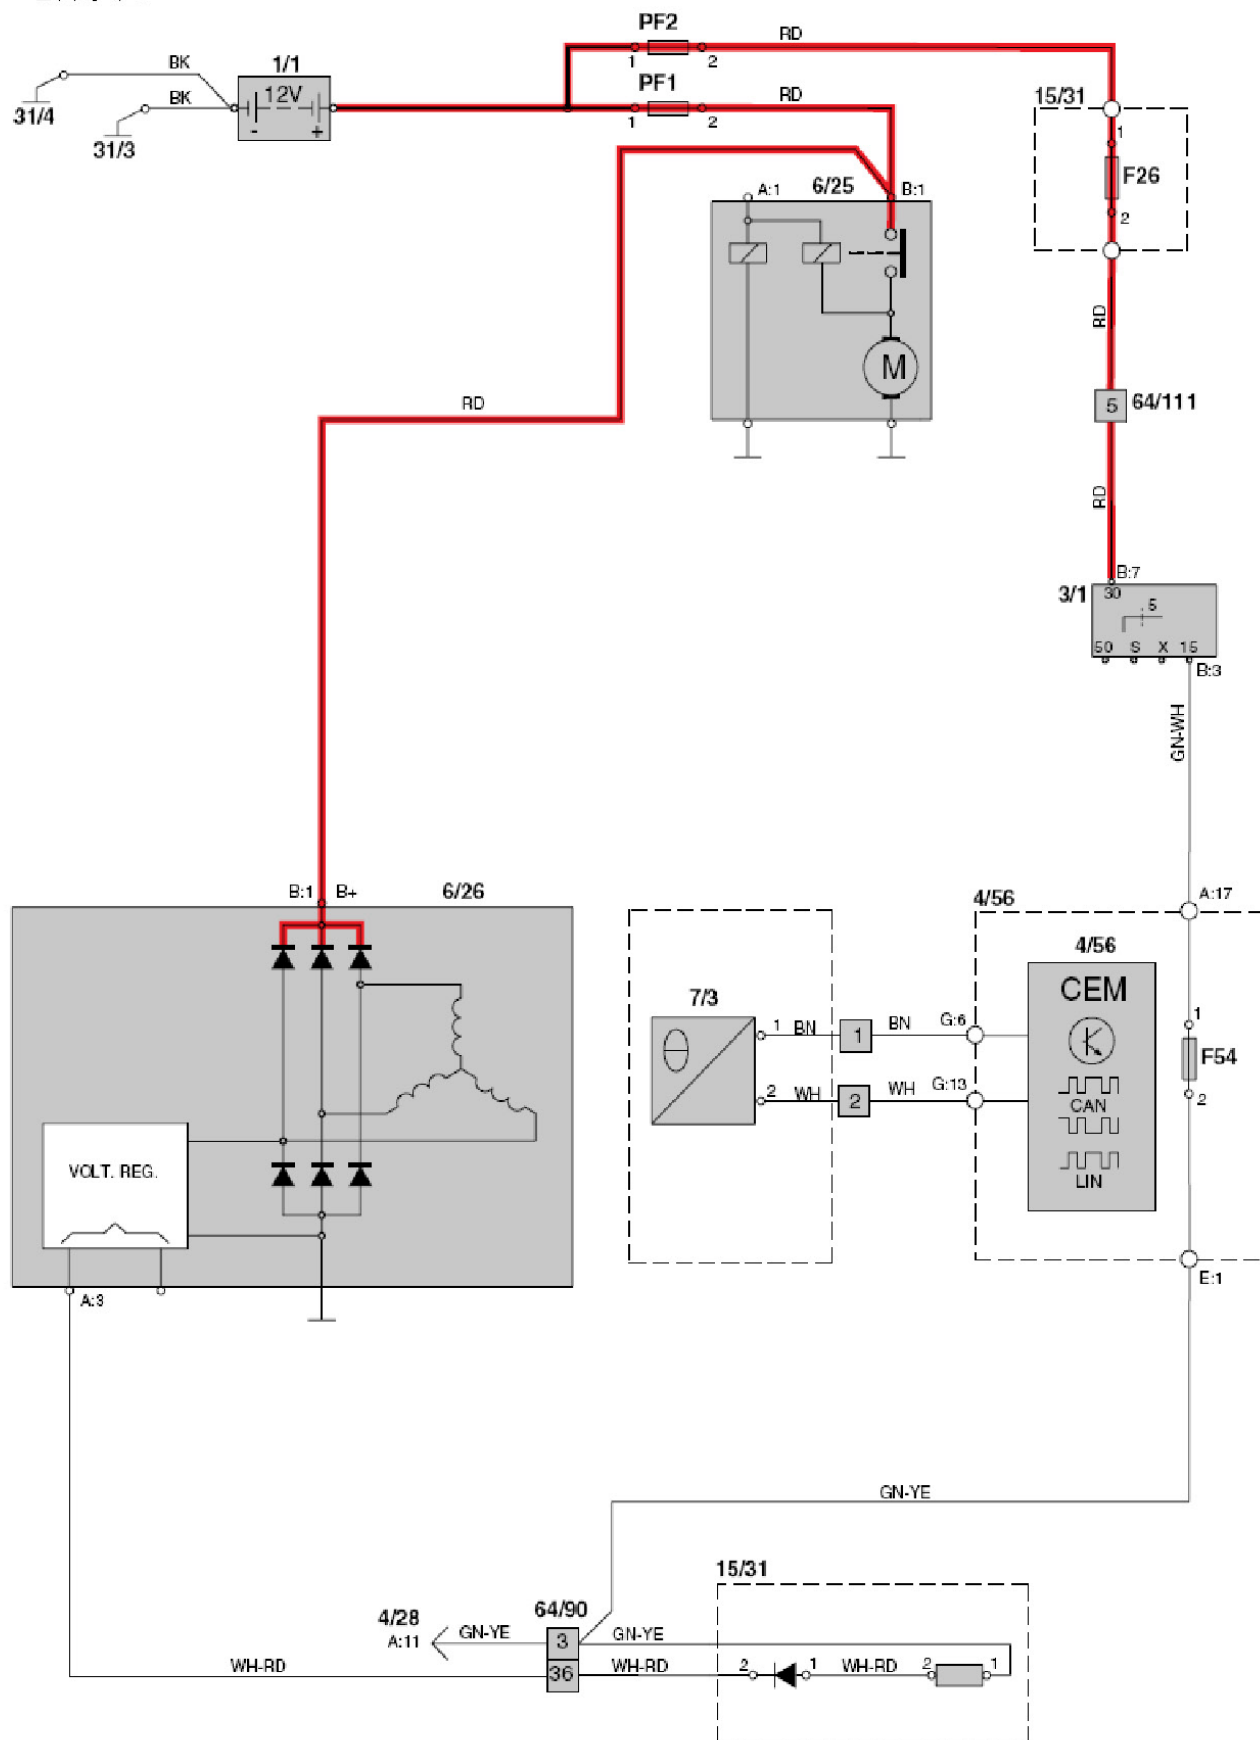 PF2
RD
1
2
BK
1/1
12V
-
+
BK
31/4
31/3
PF1
RD
1
2
15/31
1
F26
2
A:1
6/25
B:1
M
RD
RD
5
64/111
RD
B:7
3/1
30
5
50 S X 15
B:3
GN-WH
B:1
B+
6/26
A:17
4/56
4/56
CEM
7/3
1
BN
1
BN
G:6
2
WH
2
WH
G:13
CAN
LIN
1
F54
2
VOLT. REG.
A:3
E:1
GN-YE
15/31
4/28
A:11
GN-YE
64/90
3
GN-YE
WH-RD
36
WH-RD
2
1
WH-RD
2
1